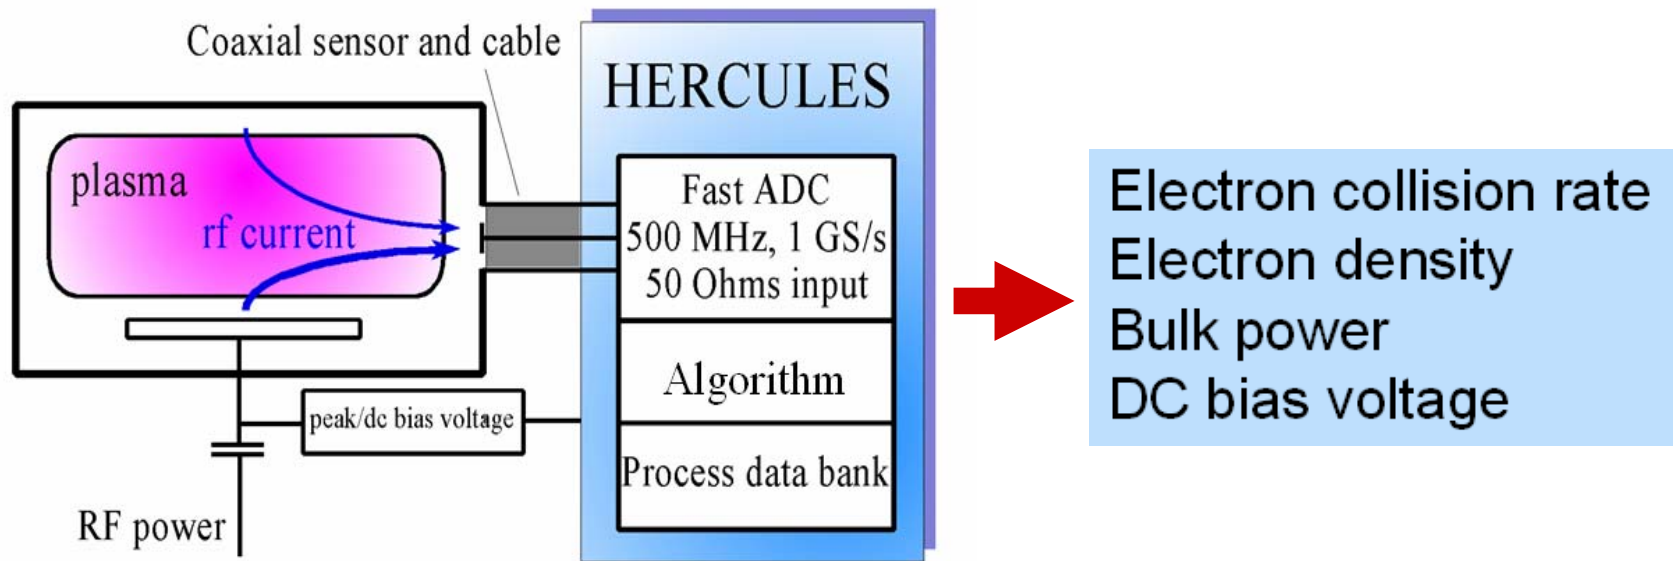 Coaxial sensor and cable
HERCULES
plasma
rf current
Fast ADC
500 MHz, 1 GS/s
50 Ohms input
Algorithm
Process data bank
peak/dc bias voltage
RF power
Electron collision rate
Electron density
Bulk power
DC bias voltage